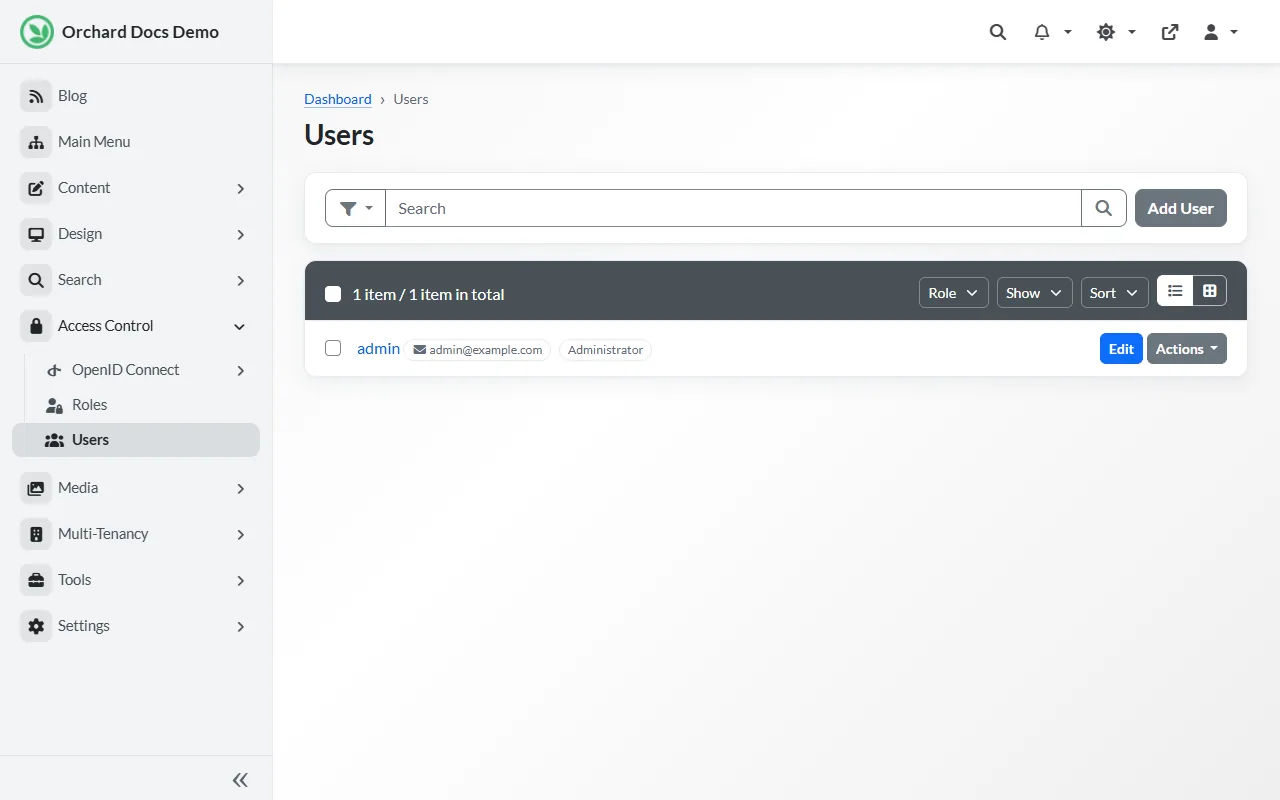 Orchard Docs Demo
Blog
Main Menu
Content
Design
Search
Access Control
OpenID Connect
Roles
Users
Media
Multi-Tenancy
Tools
Settings
Dashboard › Users
Users
Search
Add User
1 item / 1 item in total Role Show Sort
admin admin@example.com Administrator Edit Actions